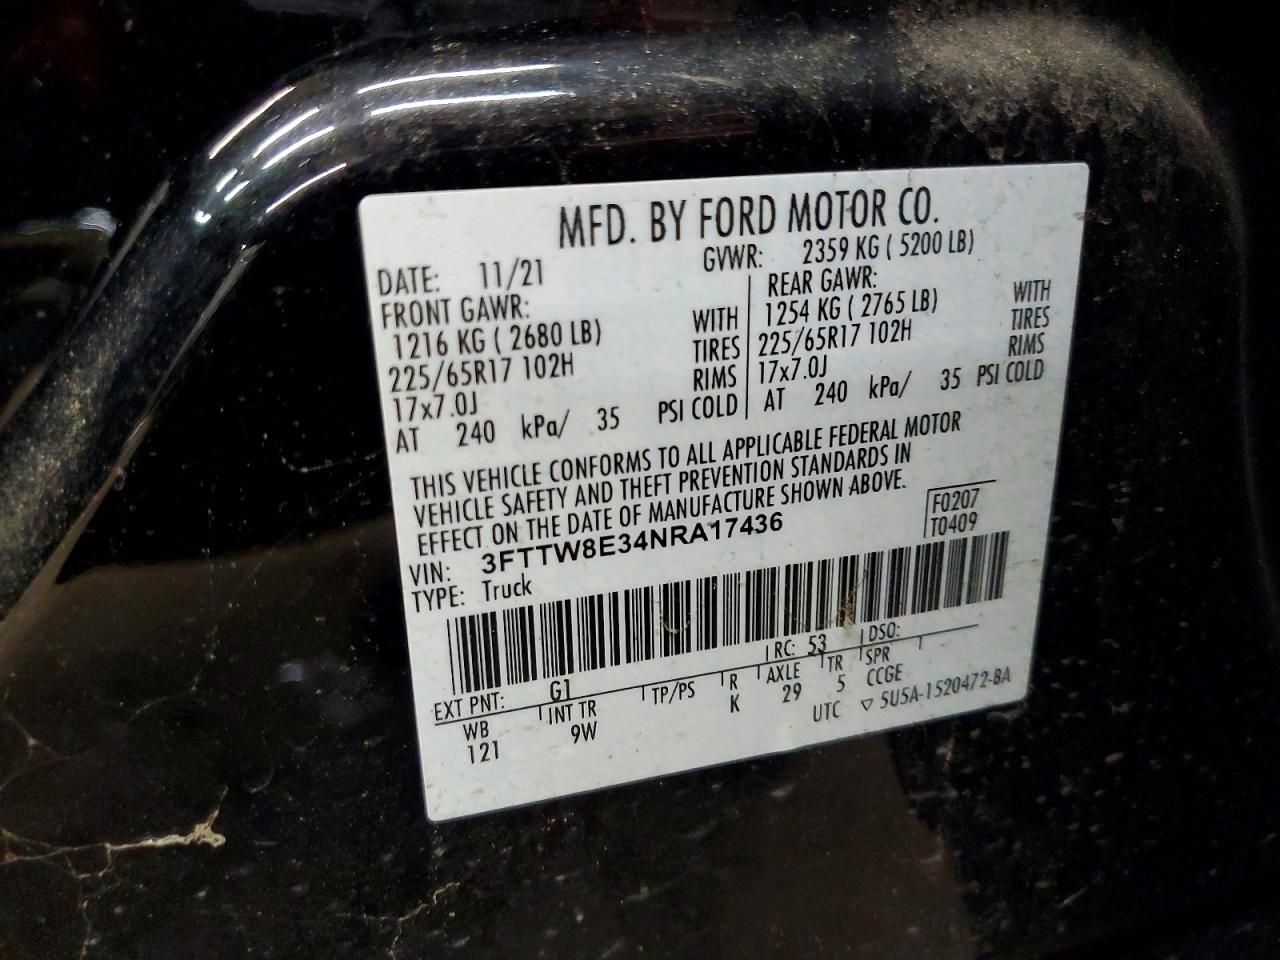 MFD. BY FORD MOTOR CO.
DATE: 11/21 GVWR: 2359 KG ( 5200 LB)
FRONT GAWR: REAR GAWR:
1216 KG ( 2680 LB) WITH 1254 KG ( 2765 LB) WITH
225/65R17 102H TIRES 225/65R17 102H TIRES
17x7.0J RIMS 17x7.0J RIMS
AT 240 kPa/ 35 PSI COLD AT 240 kPa/ 35 PSI COLD
THIS VEHICLE CONFORMS TO ALL APPLICABLE FEDERAL MOTOR
VEHICLE SAFETY AND THEFT PREVENTION STANDARDS IN
EFFECT ON THE DATE OF MANUFACTURE SHOWN ABOVE.
F0207
T0409
VIN: 3FTTW8E34NRA17436
TYPE: Truck
EXT PNT: G1 RC: 53 DSO:
WB INT TR TP/PS R AXLE TR SPR
121 9W K 29 5 CCGE
UTC ▽ 5U5A-1520472-BA